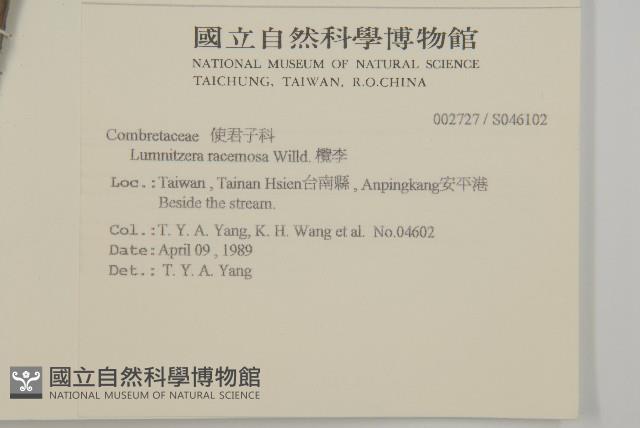 國立自然科學博物館
NATIONAL MUSEUM OF NATURAL SCIENCE
TAICHUNG, TAIWAN, R.O.CHINA
002727 / S046102
Combretaceae 使君子科
Lumnitzera racemosa Willd. 欖李
Loc.: Taiwan , Tainan Hsien台南縣 , Anpingkang安平港
Beside the stream.
Col.: T. Y. A. Yang, K. H. Wang et al. No.04602
Date: April 09 , 1989
Det.: T. Y. A. Yang
國立自然科學博物館
NATIONAL MUSEUM OF NATURAL SCIENCE